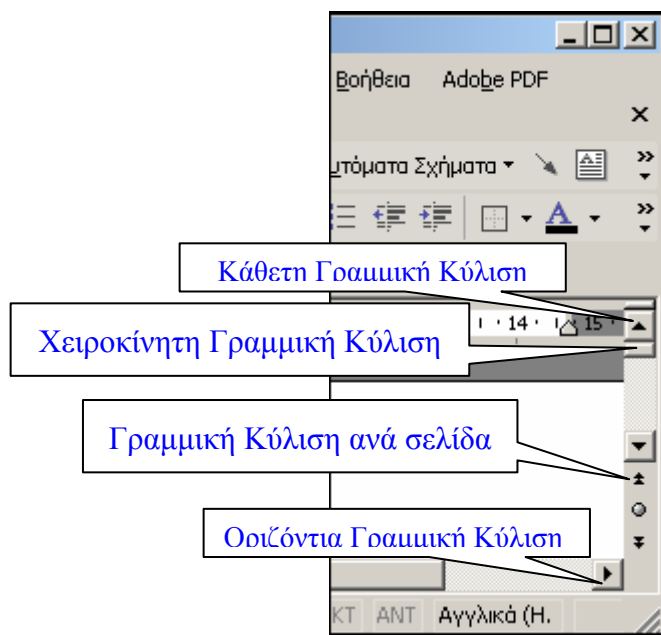 Βοήθεια Adobe PDF
υτόματα Σχήματα
Κάθετη Γραμμική Κύλιση
14 15
Χειροκίνητη Γραμμική Κύλιση
Γραμμική Κύλιση ανά σελίδα
Οριζόντια Γραμμική Κύλιση
ΚΤ ΑΝΤ Αγγλικά (Η.